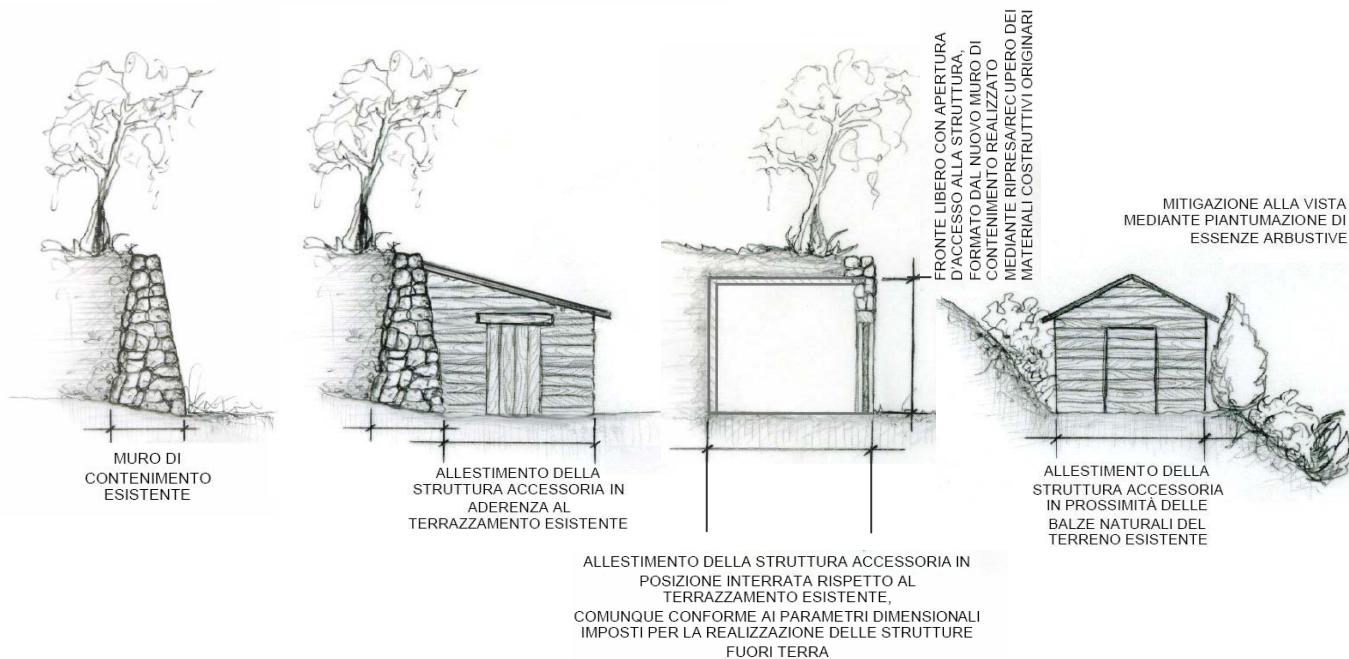 MURO DI
CONTENIMENTO
ESISTENTE
ALLESTIMENTO DELLA
STRUTTURA ACCESSORIA IN
ADERENZA AL
TERRAZZAMENTO ESISTENTE
ALLESTIMENTO DELLA STRUTTURA ACCESSORIA IN
POSIZIONE INTERRATA RISPETTO AL
TERRAZZAMENTO ESISTENTE,
COMUNQUE CONFORME AI PARAMETRI DIMENSIONALI
IMPOSTI PER LA REALIZZAZIONE DELLE STRUTTURE
FUORI TERRA
FRONTE LIBERO CON APERTURA
D'ACCESSO ALLA STRUTTURA,
FORMATO DAL NUOVO MURO DI
CONTENIMENTO REALIZZATO
MEDIANTE RIPRESA/RECUPERO DEI
MATERIALI COSTRUTTIVI ORIGINARI
MITIGAZIONE ALLA VISTA
MEDIANTE PIANTUMAZIONE DI
ESSENZE ARBUSTIVE
ALLESTIMENTO DELLA
STRUTTURA ACCESSORIA
IN PROSSIMITÀ DELLE
BALZE NATURALI DEL
TERRENO ESISTENTE